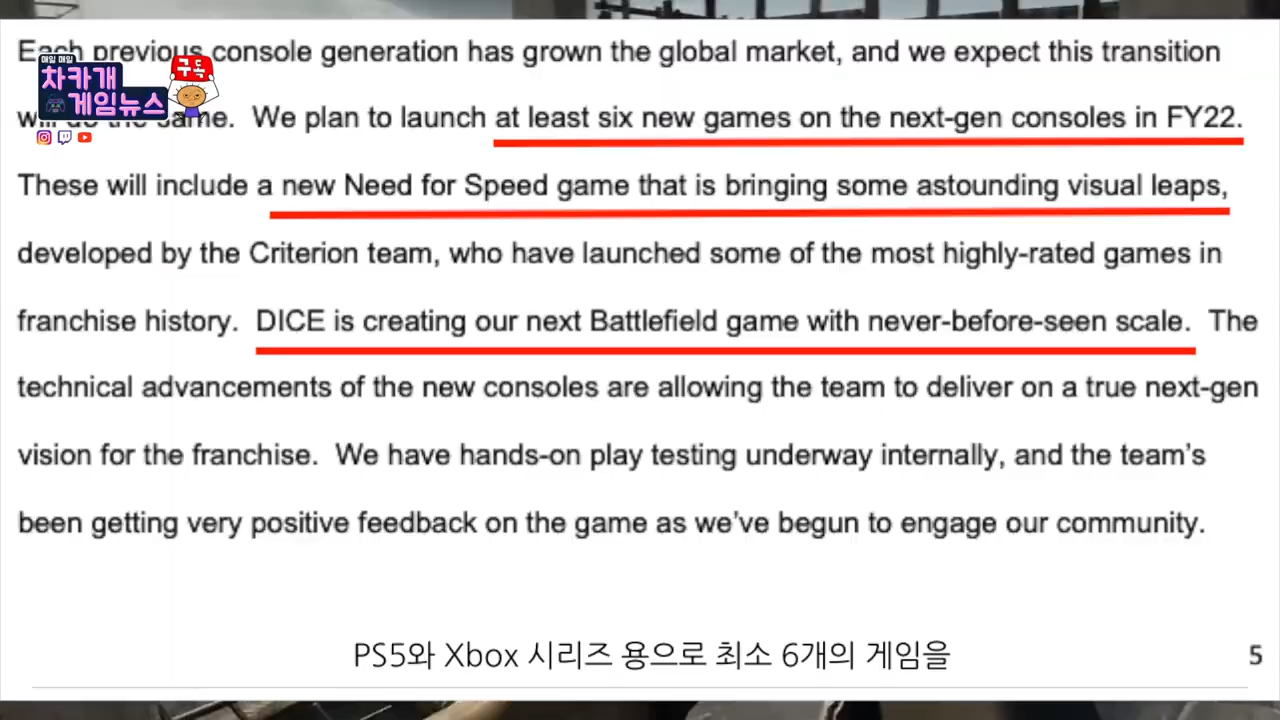 Each previous console generation has grown the global market, and we expect this transition
매일 매일
차카개
게임뉴스
구독
will do the same. We plan to launch at least six new games on the next-gen consoles in FY22.
These will include a new Need for Speed game that is bringing some astounding visual leaps,
developed by the Criterion team, who have launched some of the most highly-rated games in
franchise history. DICE is creating our next Battlefield game with never-before-seen scale. The
technical advancements of the new consoles are allowing the team to deliver on a true next-gen
vision for the franchise. We have hands-on play testing underway internally, and the team's
been getting very positive feedback on the game as we've begun to engage our community.
PS5와 Xbox 시리즈 용으로 최소 6개의 게임을
5